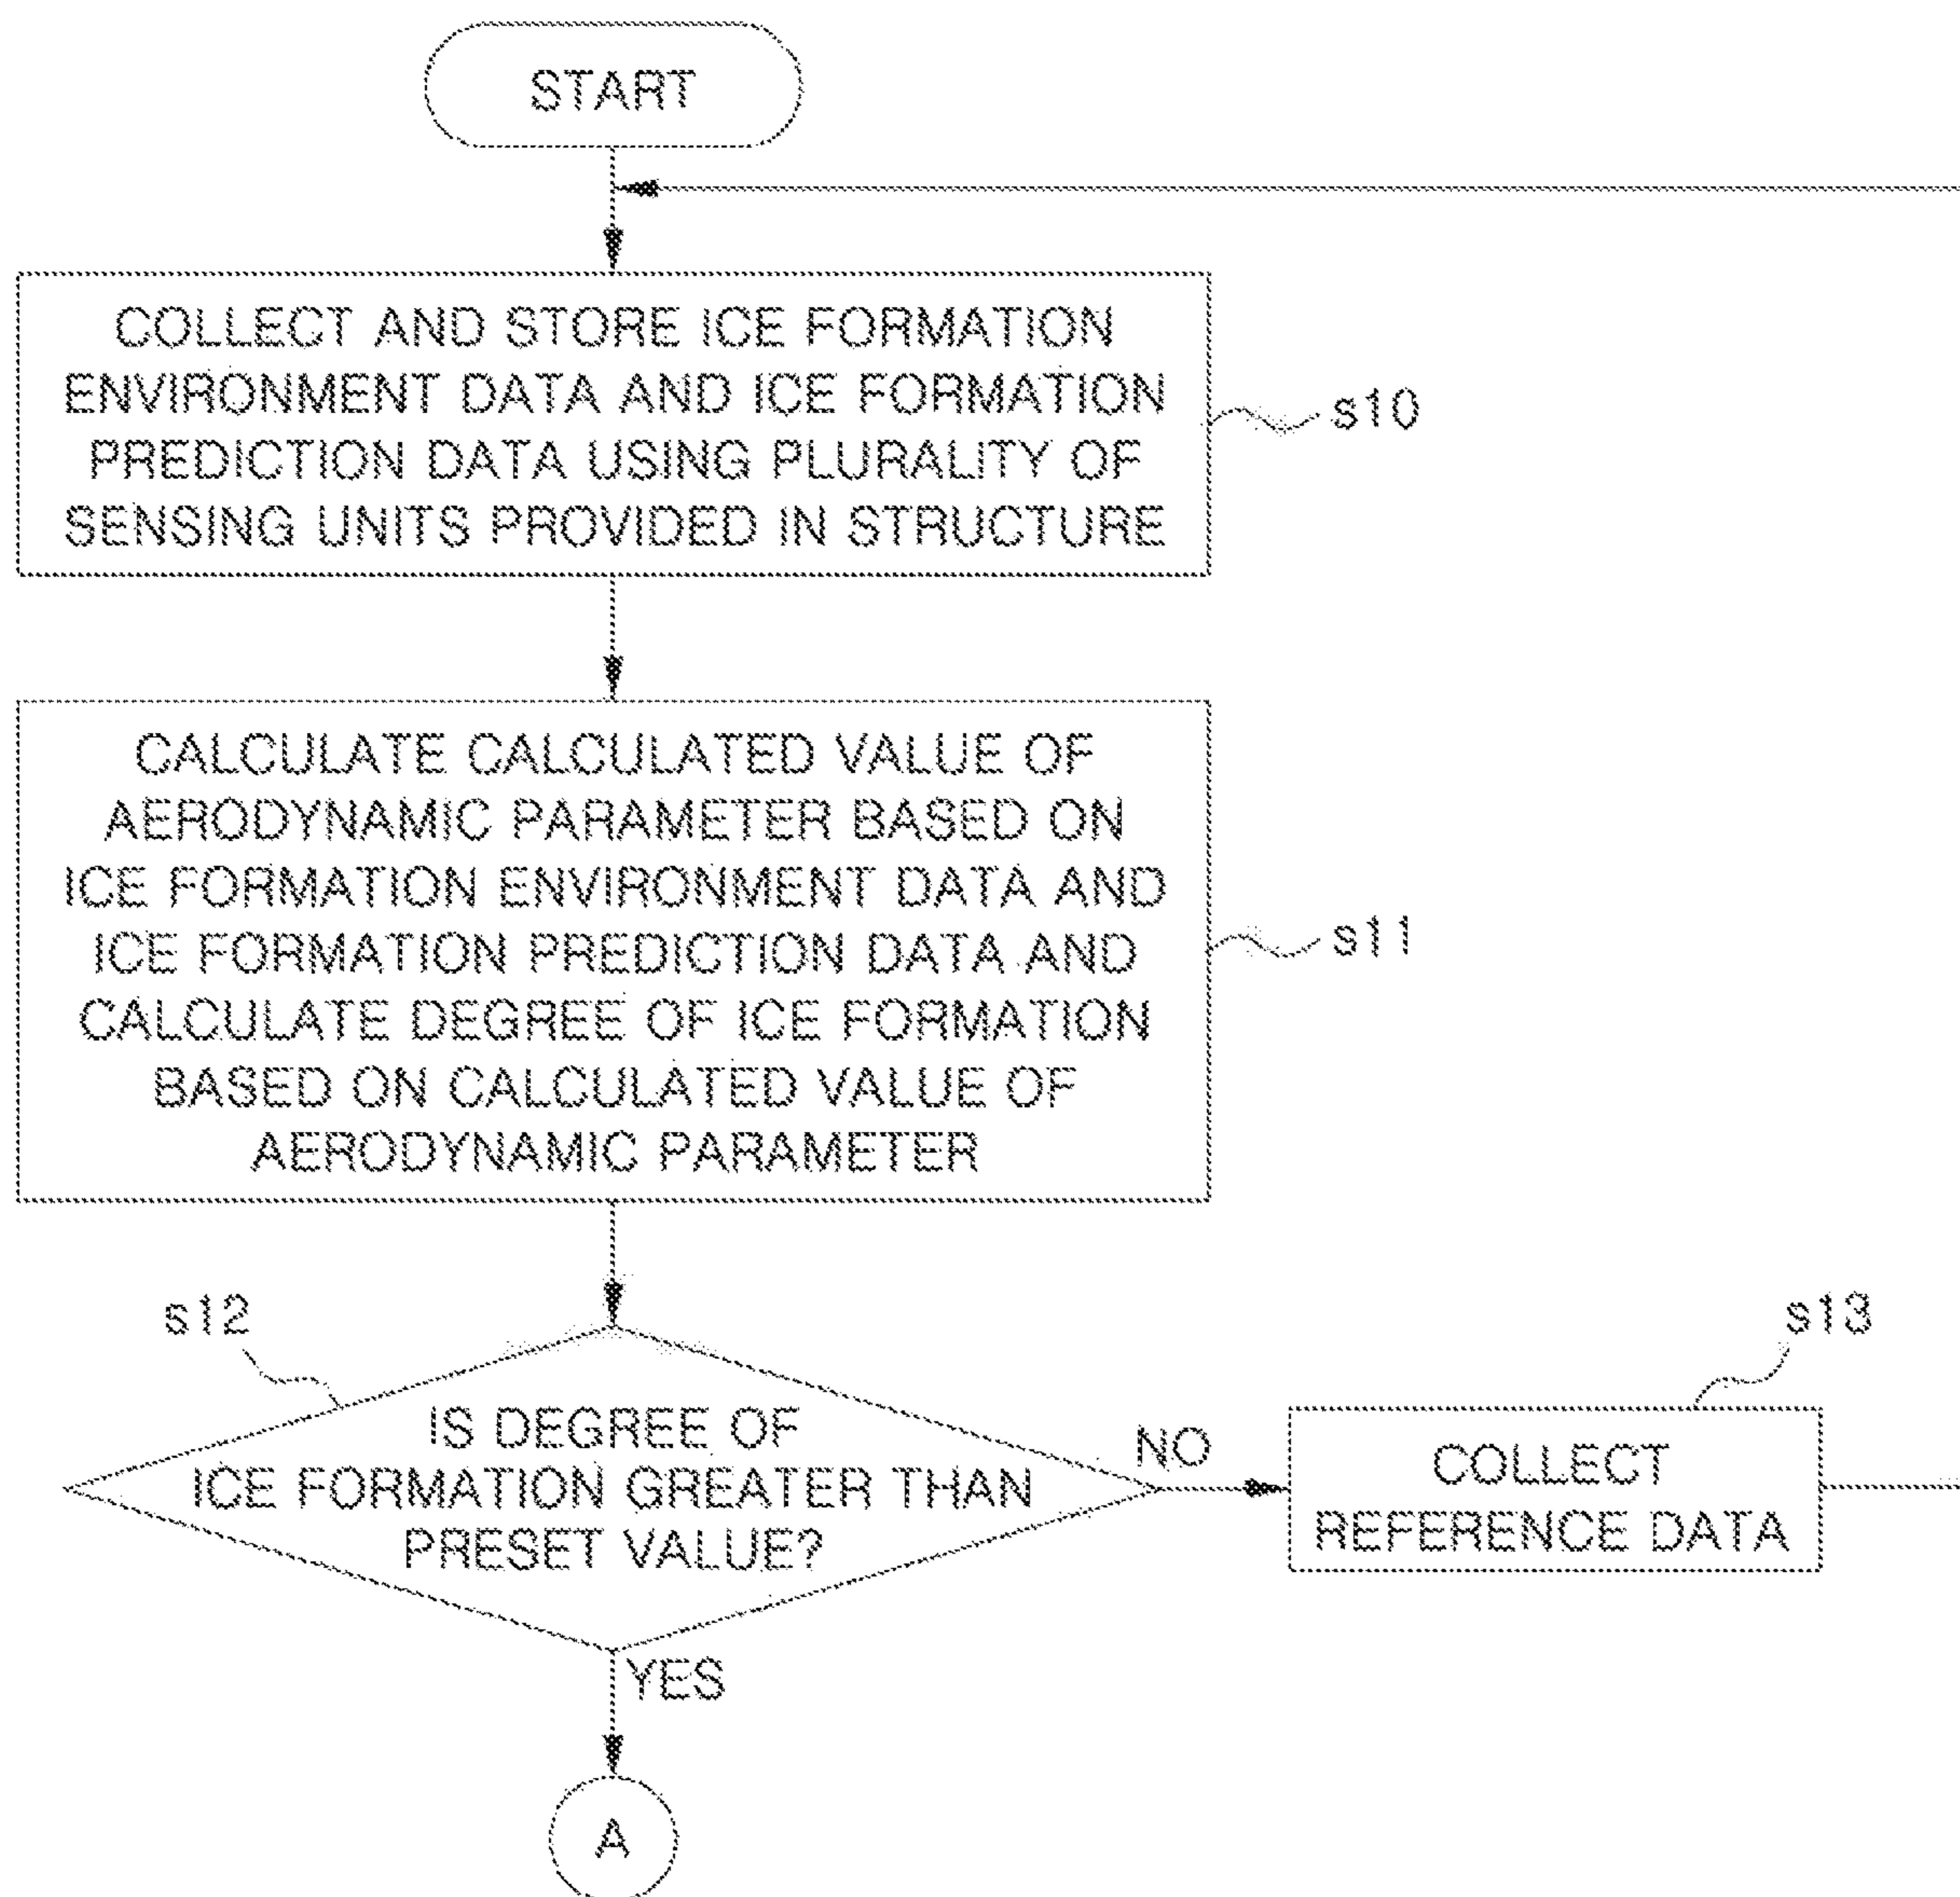 START
COLLECT AND STORE ICE FORMATION
ENVIRONMENT DATA AND ICE FORMATION
PREDICTION DATA USING PLURALITY OF
SENSING UNITS PROVIDED IN STRUCTURE
s10
CALCULATE CALCULATED VALUE OF
AERODYNAMIC PARAMETER BASED ON
ICE FORMATION ENVIRONMENT DATA AND
ICE FORMATION PREDICTION DATA AND
CALCULATE DEGREE OF ICE FORMATION
BASED ON CALCULATED VALUE OF
AERODYNAMIC PARAMETER
s11
s12
IS DEGREE OF
ICE FORMATION GREATER THAN
PRESET VALUE?
NO
s13
COLLECT
REFERENCE DATA
YES
A